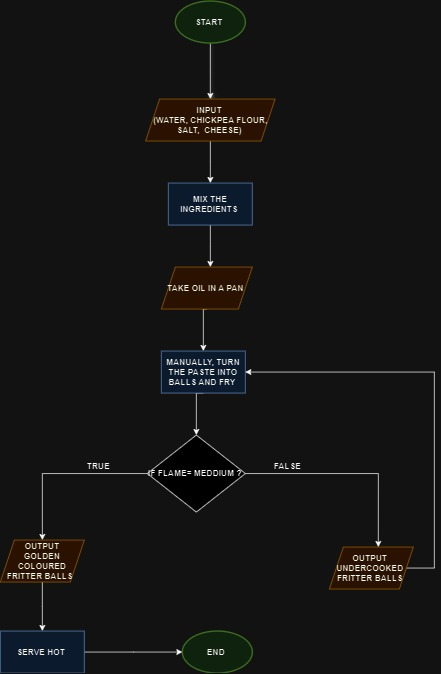 START
INPUT
(WATER, CHICKPEA FLOUR,
SALT, CHEESE)
MIX THE
INGREDIENTS
TAKE OIL IN A PAN
MANUALLY, TURN
THE PASTE INTO
BALLS AND FRY
IF FLAME= MEDDIUM ?
TRUE
FALSE
OUTPUT
GOLDEN
COLOURED
FRITTER BALLS
OUTPUT
UNDERCOOKED
FRITTER BALLS
SERVE HOT
END